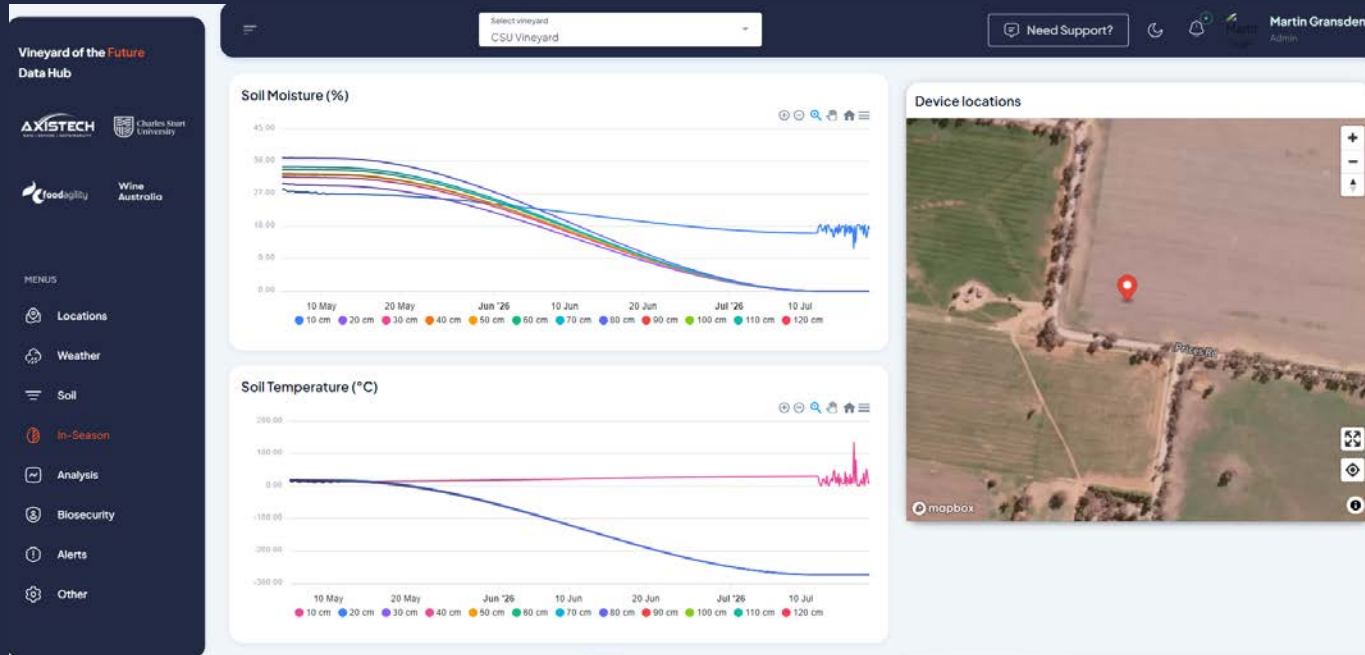 Vineyard of the Future
Data Hub
AXISTECH
Charles Sturt
University
foodagility
Wine
Australia
MENUS
Locations
Weather
Soil
In-Season
Analysis
Biosecurity
Alerts
Other
Select vineyard
CSU Vineyard
Need Support?
Martin Gransden
Admin
Soil Moisture (%)
45.00
36.00
27.00
18.00
9.00
0.00
10 May 20 May Jun '26 10 Jun 20 Jun Jul '26 10 Jul
10 cm 20 cm 30 cm 40 cm 50 cm 60 cm 70 cm 80 cm 90 cm 100 cm 110 cm 120 cm
Soil Temperature (°C)
200.00
100.00
0.00
-100.00
-200.00
-300.00
10 May 20 May Jun '26 10 Jun 20 Jun Jul '26 10 Jul
10 cm 20 cm 30 cm 40 cm 50 cm 60 cm 70 cm 80 cm 90 cm 100 cm 110 cm 120 cm
Device locations
Prices Rd
mapbox